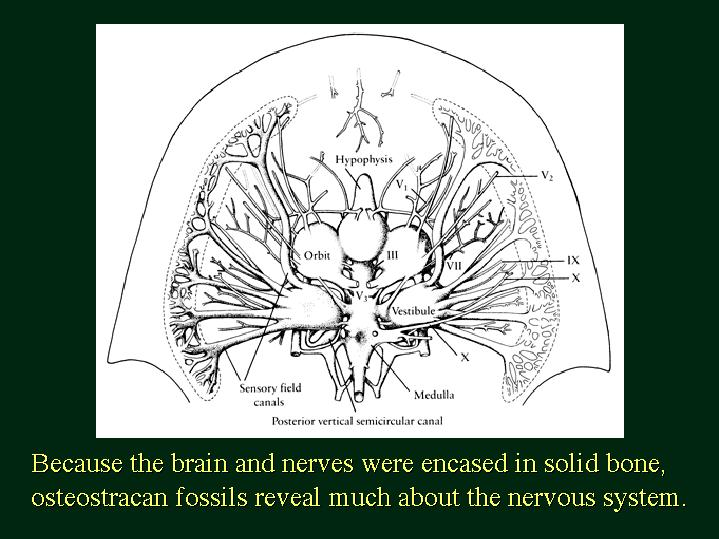 Hypophysis
V1
V2
Orbit
III
VII
IX
X
V3
Vestibule
X
Sensory field
canals
Medulla
Posterior vertical semicircular canal
Because the brain and nerves were encased in solid bone,
osteostracan fossils reveal much about the nervous system.